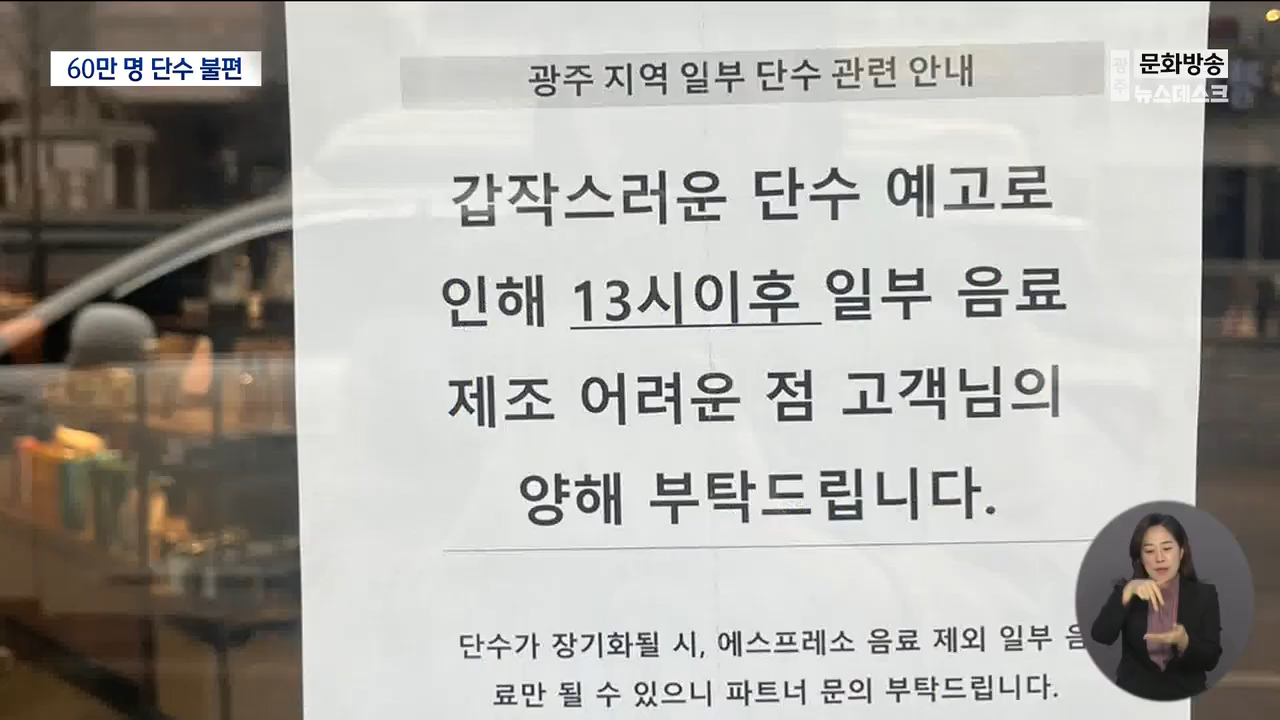 60만 명 단수 불편
광주
문화방송
뉴스데스크
광주 지역 일부 단수 관련 안내
갑작스러운 단수 예고로
인해 13시이후 일부 음료
제조 어려운 점 고객님의
양해 부탁드립니다.
단수가 장기화될 시, 에스프레소 음료 제외 일부 음
료만 될 수 있으니 파트너 문의 부탁드립니다.